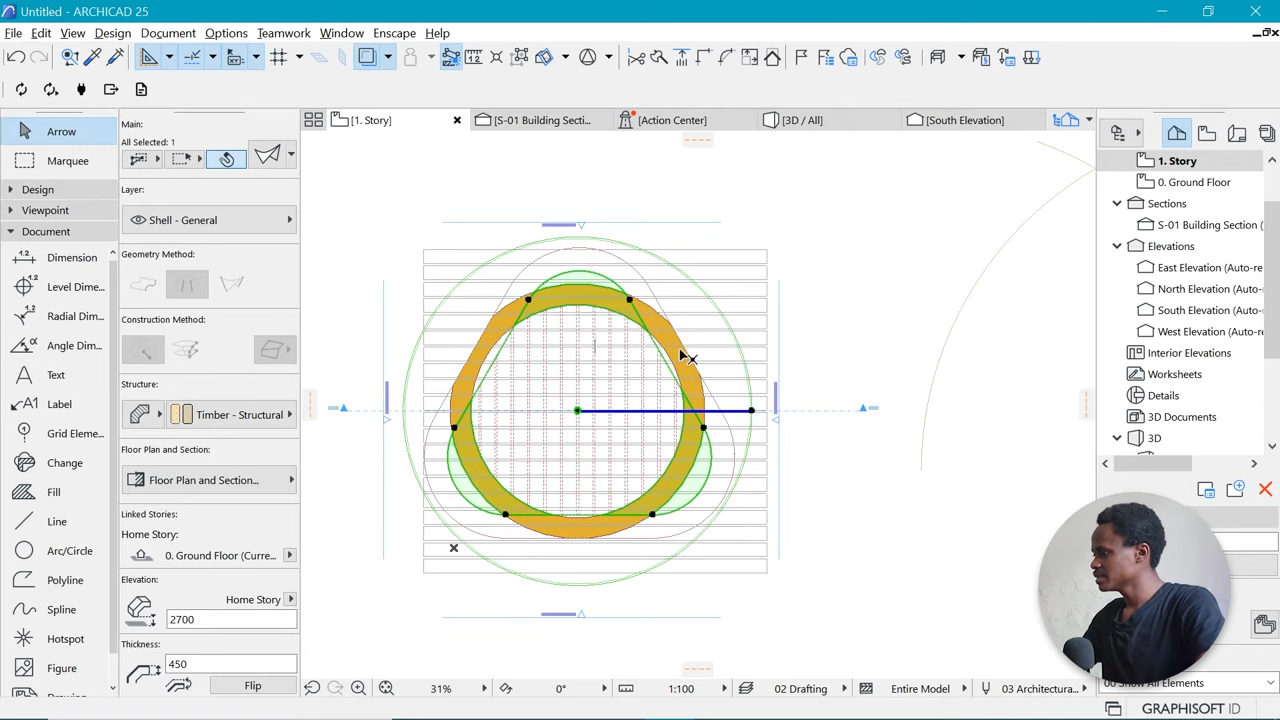 Untitled - ARCHICAD 25
File Edit View Design Document Options Teamwork Window Enscape Help
[1. Story]
[S-01 Building Secti...
[Action Center]
[3D / All]
[South Elevation]
Arrow
Marquee
Design
Viewpoint
Document
Dimension
Level Dime...
Radial Dim...
Angle Dim...
Text
Label
Grid Eleme...
Change
Fill
Line
Arc/Circle
Polyline
Spline
Hotspot
Figure
Main:
All Selected: 1
Layer:
Shell - General
Geometry Method:
Construction Method:
Structure:
Timber - Structural
Floor Plan and Section:
Floor Plan and Section...
Linked Stories:
Home Story:
0. Ground Floor (Curre...
Elevation:
Home Story
2700
Thickness:
450
Flip
1. Story
0. Ground Floor
Sections
S-01 Building Section (
Elevations
East Elevation (Auto-re
North Elevation (Auto-
South Elevation (Auto-
West Elevation (Auto-r
Interior Elevations
Worksheets
Details
3D Documents
3D
31%
0°
1:100
02 Drafting
Entire Model
03 Architectura...
00 Show All Elements
GRAPHISOFT ID